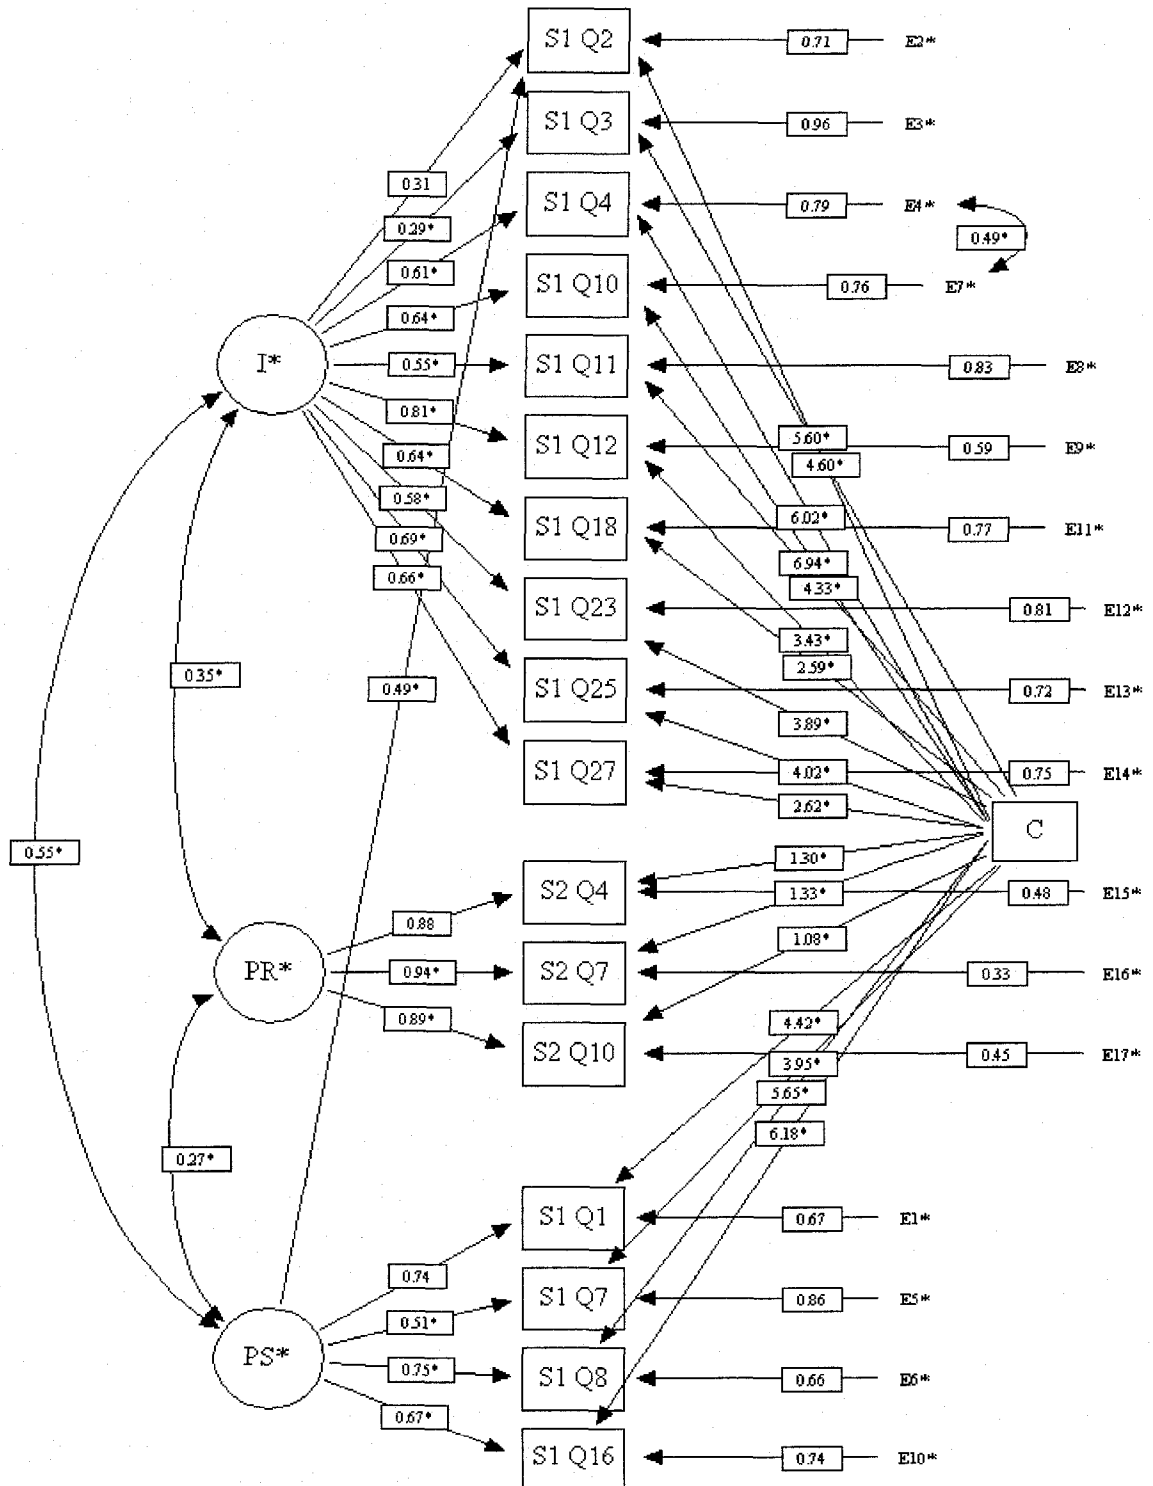 S1 Q2
0.71
E2*
S1 Q3
0.96
E3*
0.31
S1 Q4
0.79
E4*
0.29*
0.49*
0.61*
S1 Q10
0.76
E7*
0.64*
I*
0.55*
S1 Q11
0.83
E8*
0.81*
5.60*
S1 Q12
0.59
E9*
0.64*
4.60*
0.58*
6.02*
S1 Q18
0.77
E11*
0.69*
6.94*
0.66*
4.33*
S1 Q23
0.81
E12*
3.43*
0.35*
2.59*
0.49*
S1 Q25
0.72
E13*
3.89*
S1 Q27
4.02*
0.75
E14*
2.62*
C
0.55*
1.30*
S2 Q4
1.33*
0.48
E15*
0.88
1.08*
PR*
0.94*
S2 Q7
0.33
E16*
0.89*
4.42*
S2 Q10
0.45
E17*
3.95*
5.65*
6.18*
0.27*
S1 Q1
0.67
E1*
0.74
S1 Q7
0.86
E5*
0.51*
PS*
0.75*
S1 Q8
0.66
E6*
0.67*
S1 Q16
0.74
E10*